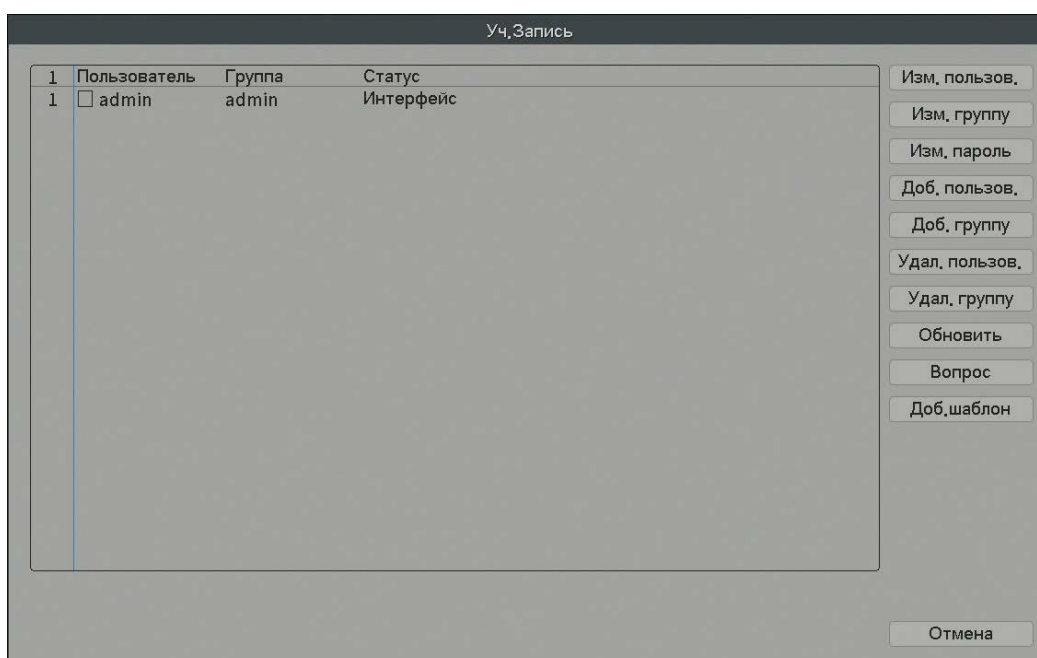 Уч.Запись
1 Пользователь Группа Статус
1 admin admin Интерфейс
Изм. пользов.
Изм. группу
Изм. пароль
Доб. пользов.
Доб. группу
Удал. пользов.
Удал. группу
Обновить
Вопрос
Доб.шаблон
Отмена